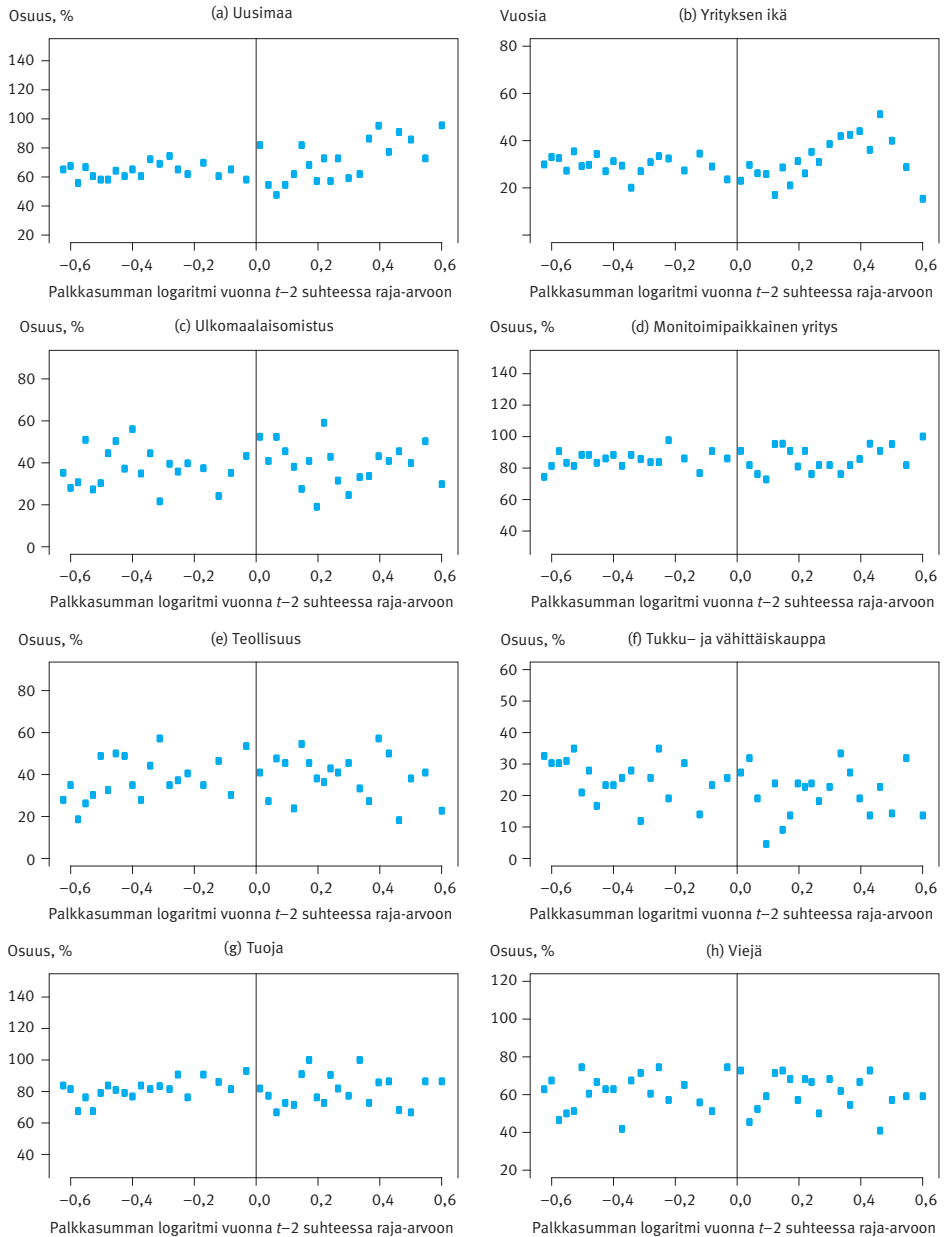 Osuus, % (a) Uusimaa
140
120
100
80
60
40
20
−0,6 −0,4 −0,2 0,0 0,2 0,4 0,6
Palkkasumman logaritmi vuonna t−2 suhteessa raja-arvoon
Vuosia (b) Yrityksen ikä
80
60
40
20
−0,6 −0,4 −0,2 0,0 0,2 0,4 0,6
Palkkasumman logaritmi vuonna t−2 suhteessa raja-arvoon
Osuus, % (c) Ulkomaalaisomistus
80
60
40
20
0
−0,6 −0,4 −0,2 0,0 0,2 0,4 0,6
Palkkasumman logaritmi vuonna t−2 suhteessa raja-arvoon
Osuus, % (d) Monitoimipaikkainen yritys
140
120
100
80
60
40
−0,6 −0,4 −0,2 0,0 0,2 0,4 0,6
Palkkasumman logaritmi vuonna t−2 suhteessa raja-arvoon
Osuus, % (e) Teollisuus
80
60
40
20
0
−0,6 −0,4 −0,2 0,0 0,2 0,4 0,6
Palkkasumman logaritmi vuonna t−2 suhteessa raja-arvoon
Osuus, % (f) Tukku− ja vähittäiskauppa
60
50
40
30
20
10
0
−0,6 −0,4 −0,2 0,0 0,2 0,4 0,6
Palkkasumman logaritmi vuonna t−2 suhteessa raja-arvoon
Osuus, % (g) Tuoja
140
120
100
80
60
40
−0,6 −0,4 −0,2 0,0 0,2 0,4 0,6
Palkkasumman logaritmi vuonna t−2 suhteessa raja-arvoon
Osuus, % (h) Viejä
120
100
80
60
40
20
−0,6 −0,4 −0,2 0,0 0,2 0,4 0,6
Palkkasumman logaritmi vuonna t−2 suhteessa raja-arvoon